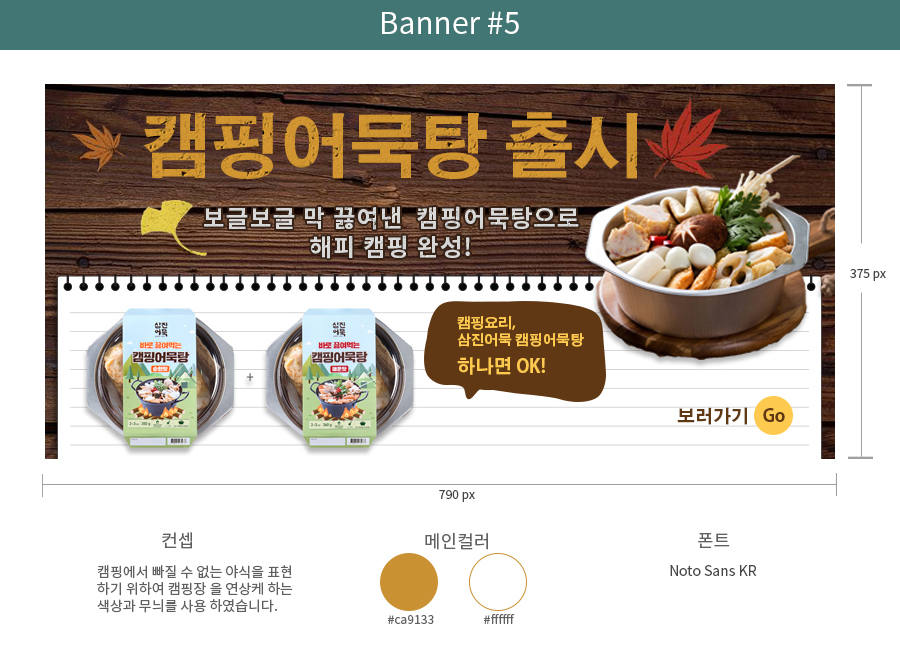 Banner #5
캠핑어묵탕 출시
보글보글 막 끓여낸 캠핑어묵탕으로
해피 캠핑 완성!
삼진
어묵
바로 끓여먹는
캠핑어묵탕
순한맛
+
삼진
어묵
바로 끓여먹는
캠핑어묵탕
매운맛
캠핑요리,
삼진어묵 캠핑어묵탕
하나면 OK!
보러가기 Go
375 px
790 px
컨셉
캠핑에서 빠질 수 없는 야식을 표현
하기 위하여 캠핑장 을 연상케 하는
색상과 무늬를 사용 하였습니다.
메인컬러
#ca9133
#ffffff
폰트
Noto Sans KR